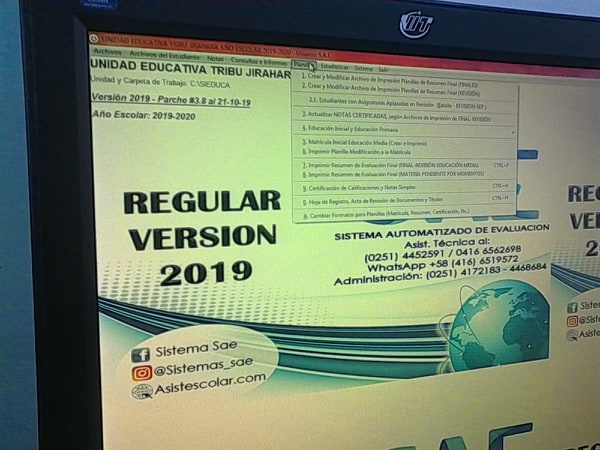 UNIDAD EDUCATIVA TRIBU JIRAHARA AÑO ESCOLAR 2019-2020 - Usuario: S.A.E.
Archivos Archivos del Estudiante Notas Consultas e Informes Planillas Estadísticas Sistema Salir
UNIDAD EDUCATIVA TRIBU JIRAHAR
Unidad y Carpeta de Trabajo: C:\SIEDUCA
Versión 2019 - Parcho #3.8 al 21-10-19
Año Escolar: 2019-2020
1. Crear y Modificar Archivo de Impresión Planillas de Resumen Final (FINALES)
2. Crear y Modificar Archivo de Impresión Planillas de Resumen Final (REVISIÓN)
2.1. Estudiantes con Asignaturas Aplazadas en Revisión (Batalla - REVISION-SEP.)
3. Actualizar NOTAS CERTIFICADAS, según Archivos de Impresión de FINAL-REVISIÓN
4. Educación Inicial y Educación Primaria
5. Matrícula Inicial Educación Media (Crear e Imprimir)
6. Imprimir Planilla Modificación a la Matrícula
7. Imprimir Resumen de Evaluación Final (FINAL-REVISIÓN EDUCACIÓN MEDIA) CTRL-F
8. Imprimir Resumen de Evaluación Final (MATERIA PENDIENTE POR MOMENTOS)
9. Certificación de Calificaciones y Notas Simples CTRL-N
0. Hoja de Registro, Acta de Revisión de Documentos y Títulos CTRL-H
A. Cambiar Formatos para Planillas (Matrícula, Resumen, Certificación, Etc.)
REGULAR
VERSION
2019
SISTEMA AUTOMATIZADO DE EVALUACION
Asist. Técnica al:
(0251) 4452591 / 0416 6562698
WhatsApp +58 (416) 6519572
Administración: (0251) 4172183 - 4468684
Sistema Sae
@Sistemas_sae
Asistescolar.com
REG
VE
2
Siste
@Sis
Asist